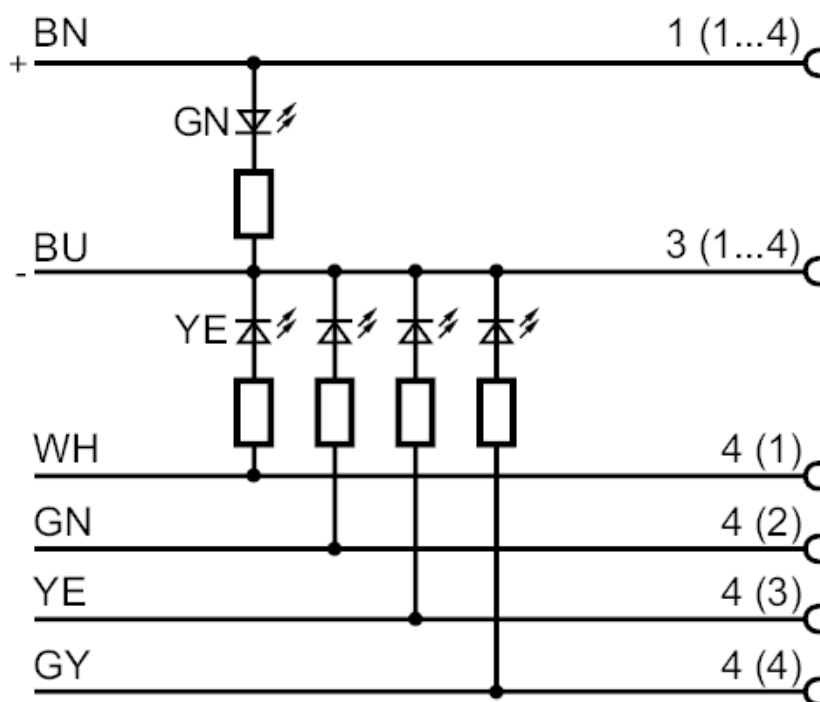 BN 1 (1...4)
+
GN
BU 3 (1...4)
-
YE
WH 4 (1)
GN 4 (2)
YE 4 (3)
GY 4 (4)